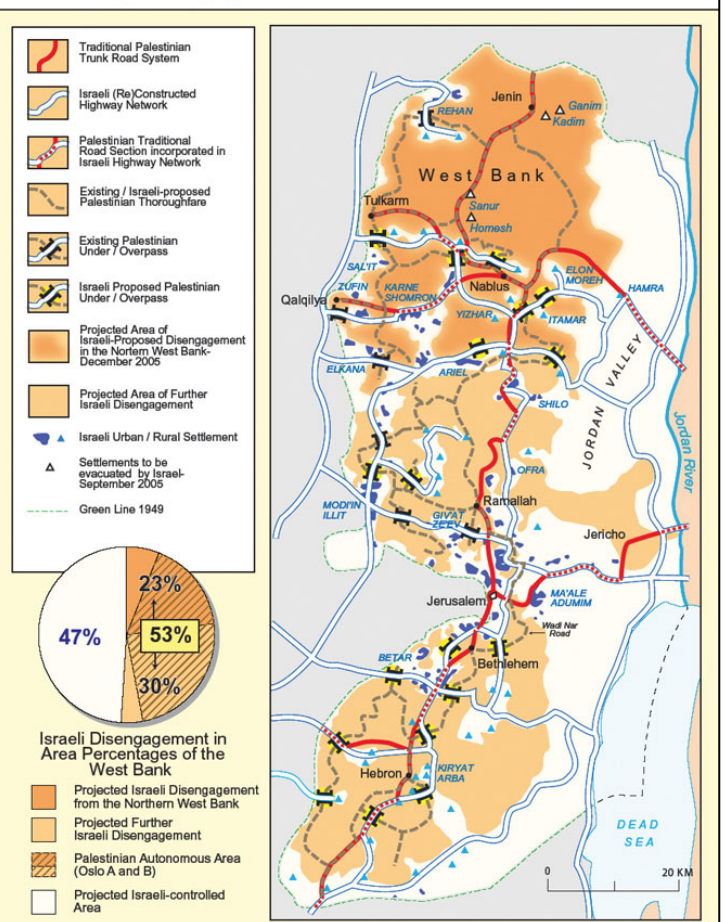 Traditional Palestinian
Trunk Road System
Israeli (Re)Constructed
Highway Network
Palestinian Traditional
Road Section incorporated in
Israeli Highway Network
Existing / Israeli-proposed
Palestinian Thoroughfare
Existing Palestinian
Under / Overpass
Israeli Proposed Palestinian
Under / Overpass
Projected Area of
Israeli-Proposed Disengagement
in the Nortern West Bank-
December 2005
Projected Area of Further
Israeli Disengagement
Israeli Urban / Rural Settlement
Settlements to be
evacuated by Israel-
September 2005
Green Line 1949
47%
23%
53%
30%
Israeli Disengagement in
Area Percentages of the
West Bank
Projected Israeli Disengagement
from the Northern West Bank
Projected Further
Israeli Disengagement
Palestinian Autonomous Area
(Oslo A and B)
Projected Israeli-controlled
Area
REHAN
Jenin
Ganim
Kadim
West Bank
Tulkarm
Sanur
Homesh
SAL'IT
ZUFIN
KARNE
SHOMRON
Qalqilya
Nablus
ELON
MOREH
HAMRA
YIZHAR
ITAMAR
ELKANA
ARIEL
SHILO
JORDAN VALLEY
Jordan River
OFRA
MODI'IN
ILLIT
GIV'AT
ZEEV
Ramallah
Jericho
Jerusalem
MA'ALE
ADUMIM
Wadi Nar
Road
BETAR
Bethlehem
Hebron
KIRYAT
ARBA
DEAD
SEA
0
20 KM